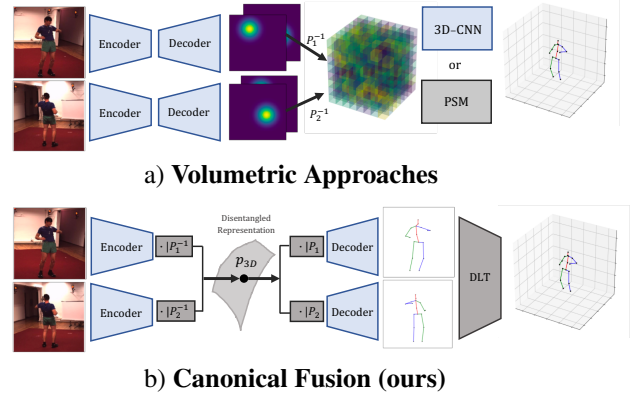 Encoder
Decoder
P₁⁻¹
3D-CNN
or
Encoder
Decoder
P₂⁻¹
PSM
a) Volumetric Approaches
Disentangled
Representation
Encoder
· |P₁⁻¹
p₃D
· |P₁
Decoder
DLT
Encoder
· |P₂⁻¹
· |P₂
Decoder
b) Canonical Fusion (ours)